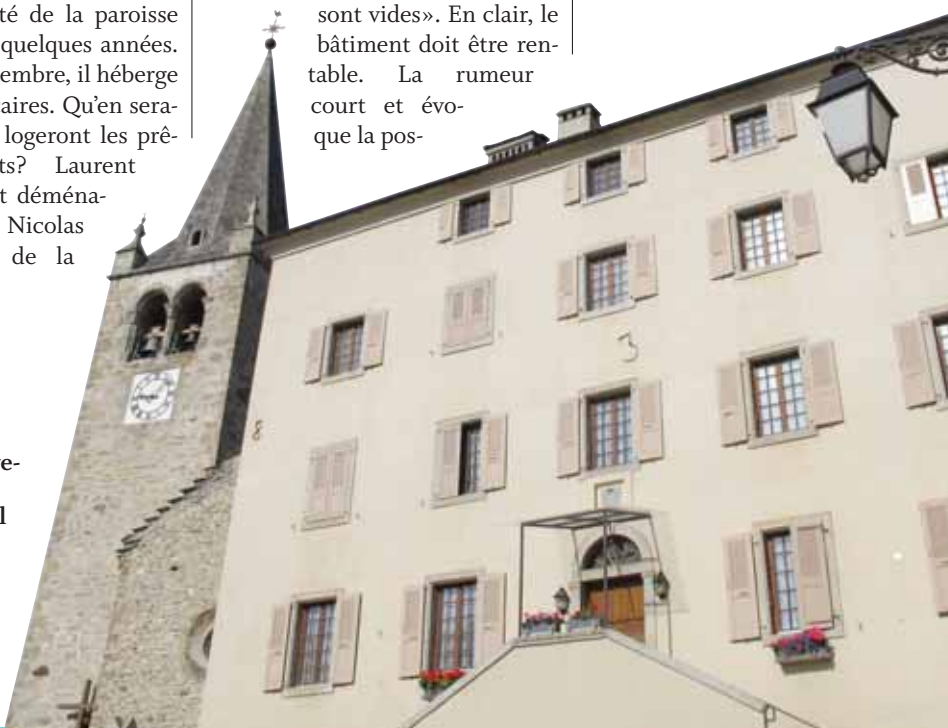 té de la paroisse
quelques années.
embre, il héberge
aires. Qu'en sera-
logeront les prê-
ts? Laurent
t déména-
Nicolas
de la
e-
l
sont vides». En clair, le
bâtiment doit être ren-
table. La rumeur
court et évo-
que la pos-
8
3